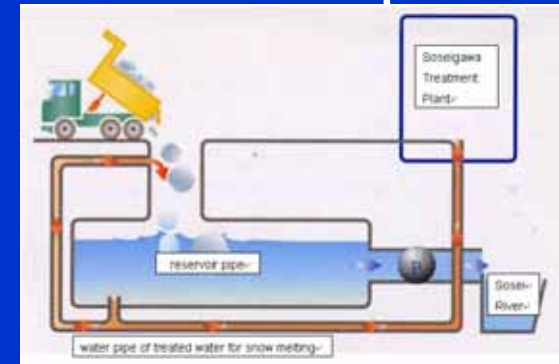 Soseigawa
Treatment
Plant
reservoir pipe
P
Sosei
River
water pipe of treated water for snow melting